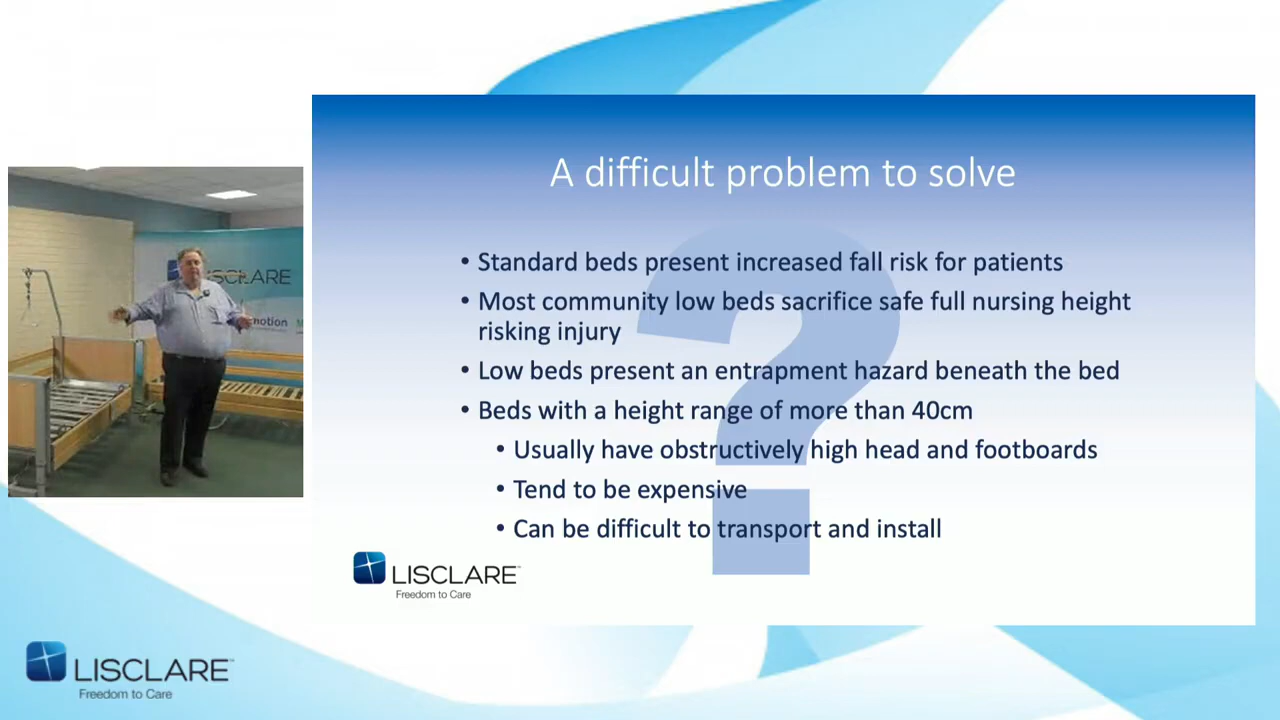 A difficult problem to solve
• Standard beds present increased fall risk for patients
• Most community low beds sacrifice safe full nursing height
risking injury
• Low beds present an entrapment hazard beneath the bed
• Beds with a height range of more than 40cm
• Usually have obstructively high head and footboards
• Tend to be expensive
• Can be difficult to transport and install
?
LISCLARE™
Freedom to Care
LISCLARE
LISCLARE™
Freedom to Care